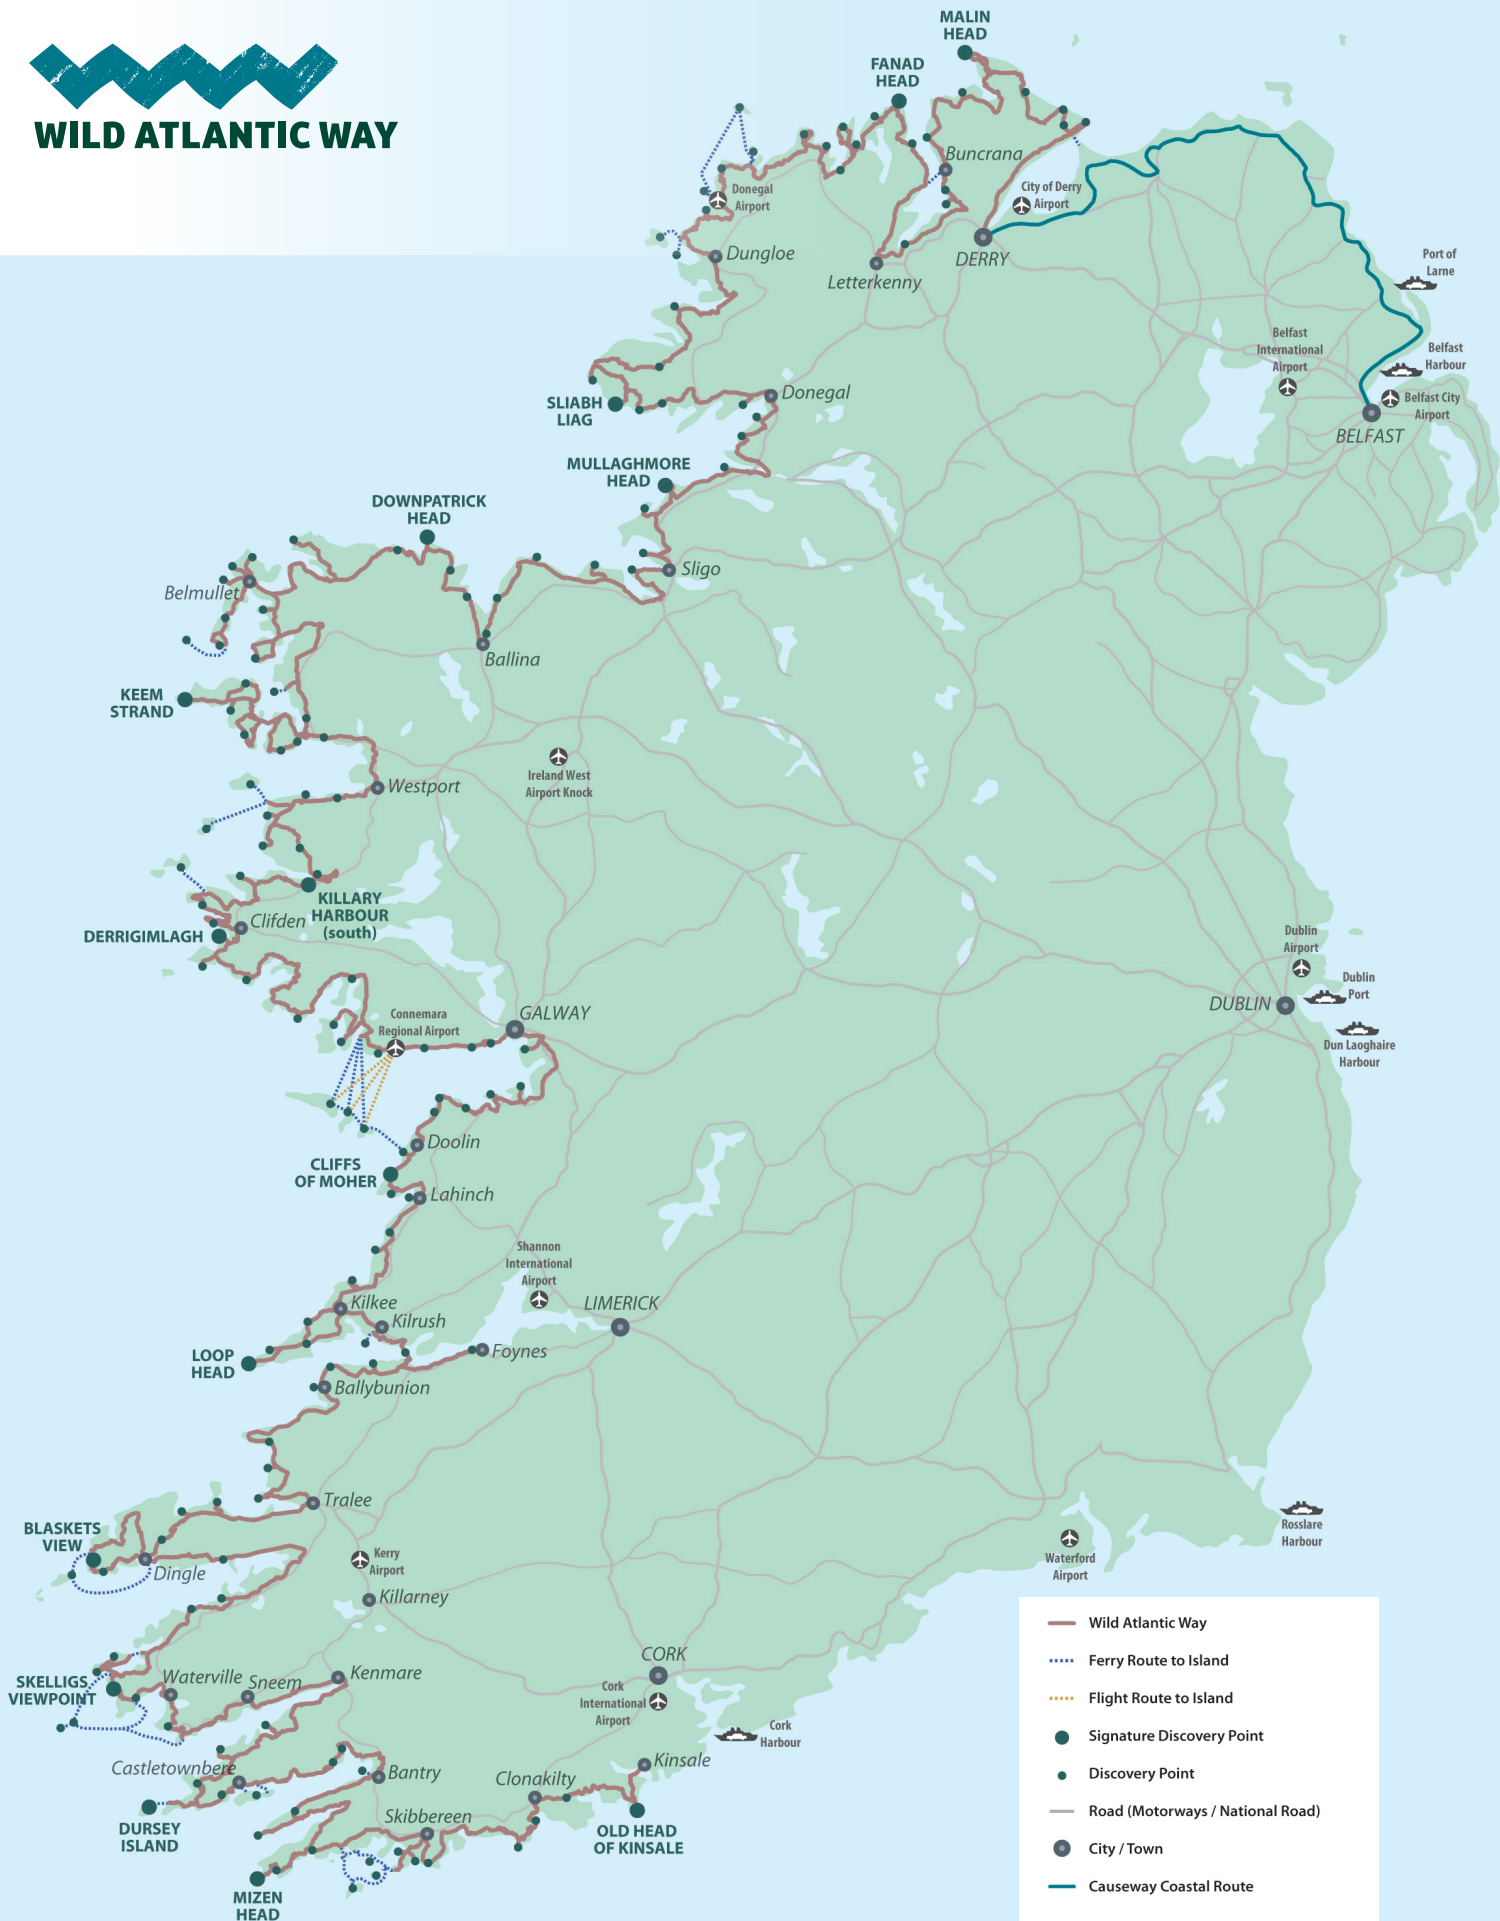 WILD ATLANTIC WAY
MALIN
HEAD
FANAD
HEAD
Buncrana
City of Derry
Airport
Donegal
Airport
Dungloe
Letterkenny
DERRY
Port of
Larne
Belfast
International
Airport
Belfast
Harbour
Belfast City
Airport
BELFAST
SLIABH
LIAG
Donegal
MULLAGHMORE
HEAD
DOWNPATRICK
HEAD
Sligo
Belmullet
Ballina
KEEM
STRAND
Ireland West
Airport Knock
Westport
KILLARY
HARBOUR
(south)
Clifden
DERRIGIMLAGH
Dublin
Airport
Dublin
Port
DUBLIN
Dun Laoghaire
Harbour
Connemara
Regional Airport
GALWAY
Doolin
CLIFFS
OF MOHER
Lahinch
Shannon
International
Airport
LIMERICK
Kilkee
Kilrush
LOOP
HEAD
Foynes
Ballybunion
Tralee
BLASKETS
VIEW
Dingle
Kerry
Airport
Killarney
Waterford
Airport
Rosslare
Harbour
SKELLIGS
VIEWPOINT
Waterville
Sneem
Kenmare
CORK
Cork
International
Airport
Cork
Harbour
Castletownbere
Bantry
Clonakilty
Kinsale
Skibbereen
DURSEY
ISLAND
OLD HEAD
OF KINSALE
MIZEN
HEAD
Wild Atlantic Way
Ferry Route to Island
Flight Route to Island
Signature Discovery Point
Discovery Point
Road (Motorways / National Road)
City / Town
Causeway Coastal Route